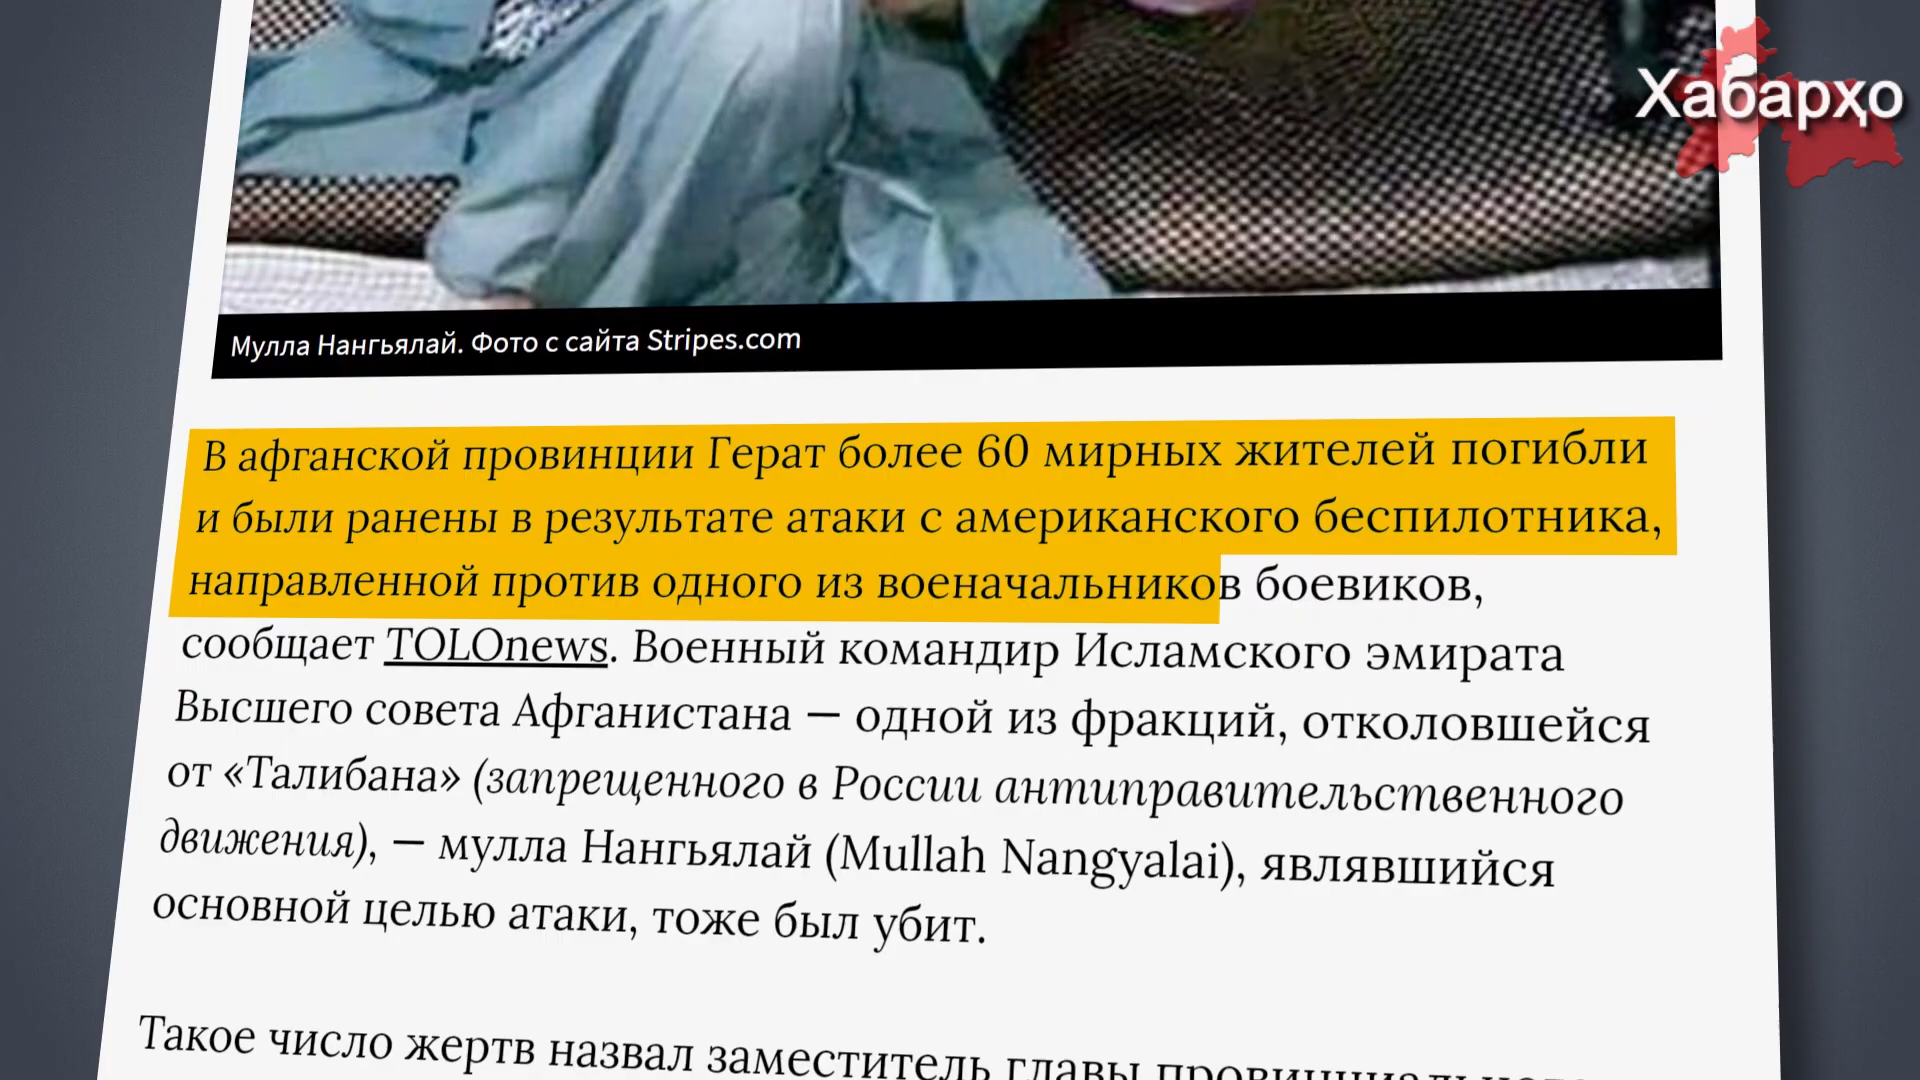 Хабарҳо
Мулла Нангьялай. Фото с сайта Stripes.com
В афганской провинции Герат более 60 мирных жителей погибли
и были ранены в результате атаки с американского беспилотника,
направленной против одного из военачальников боевиков,
сообщает TOLOnews. Военный командир Исламского эмирата
Высшего совета Афганистана — одной из фракций, отколовшейся
от «Талибана» (запрещенного в России антиправительственного
движения), — мулла Нангьялай (Mullah Nangyalai), являвшийся
основной целью атаки, тоже был убит.
Такое число жертв назвал заместитель главы